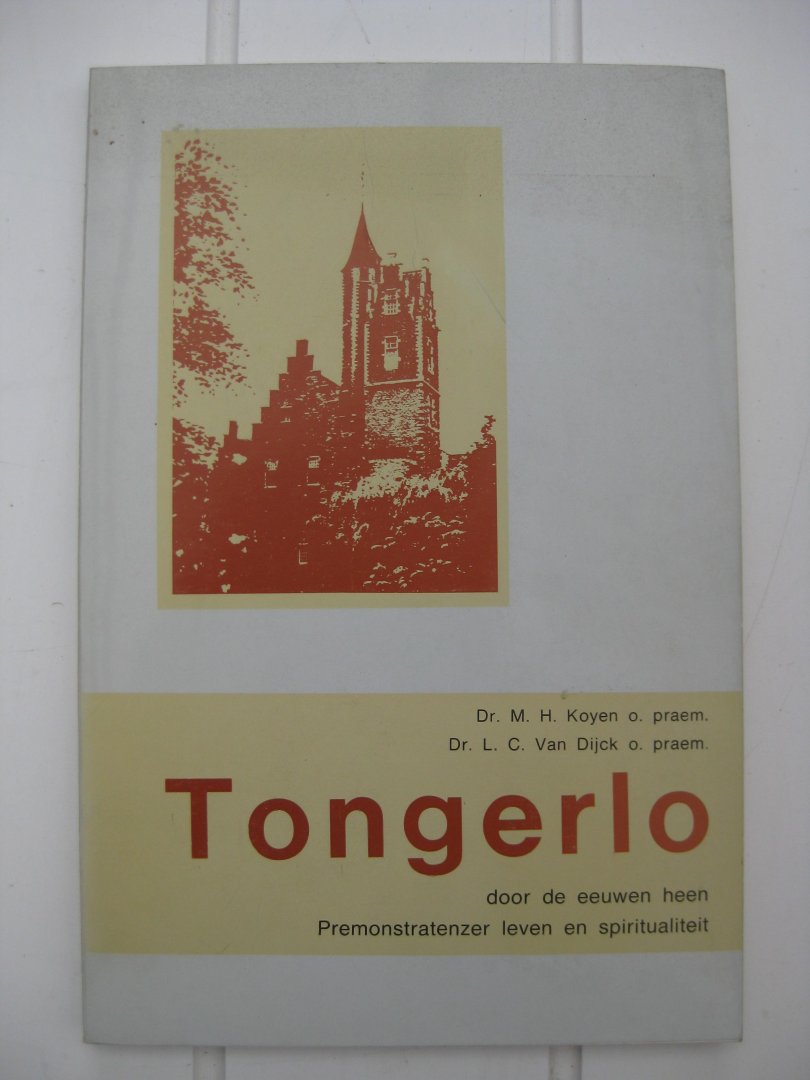 Dr. M. H. Koyen o. praem.
Dr. L. C. Van Dijck o. praem.
Tongerlo
door de eeuwen heen
Premonstratenzer leven en spiritualiteit